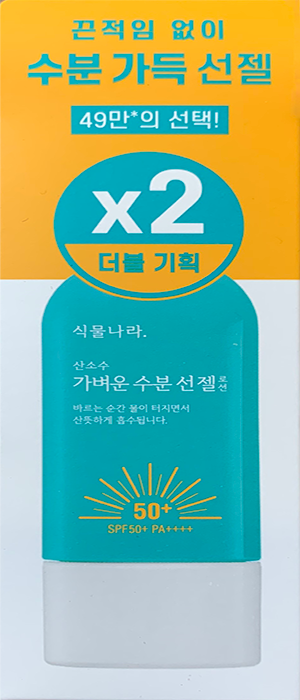 끈적임 없이
수분 가득 선젤
49만*의 선택!
x2
더블 기획
식물나라.
산소수
가벼운 수분 선젤로션
바르는 순간 물이 터지면서
산뜻하게 흡수됩니다.
50+
SPF50+ PA++++